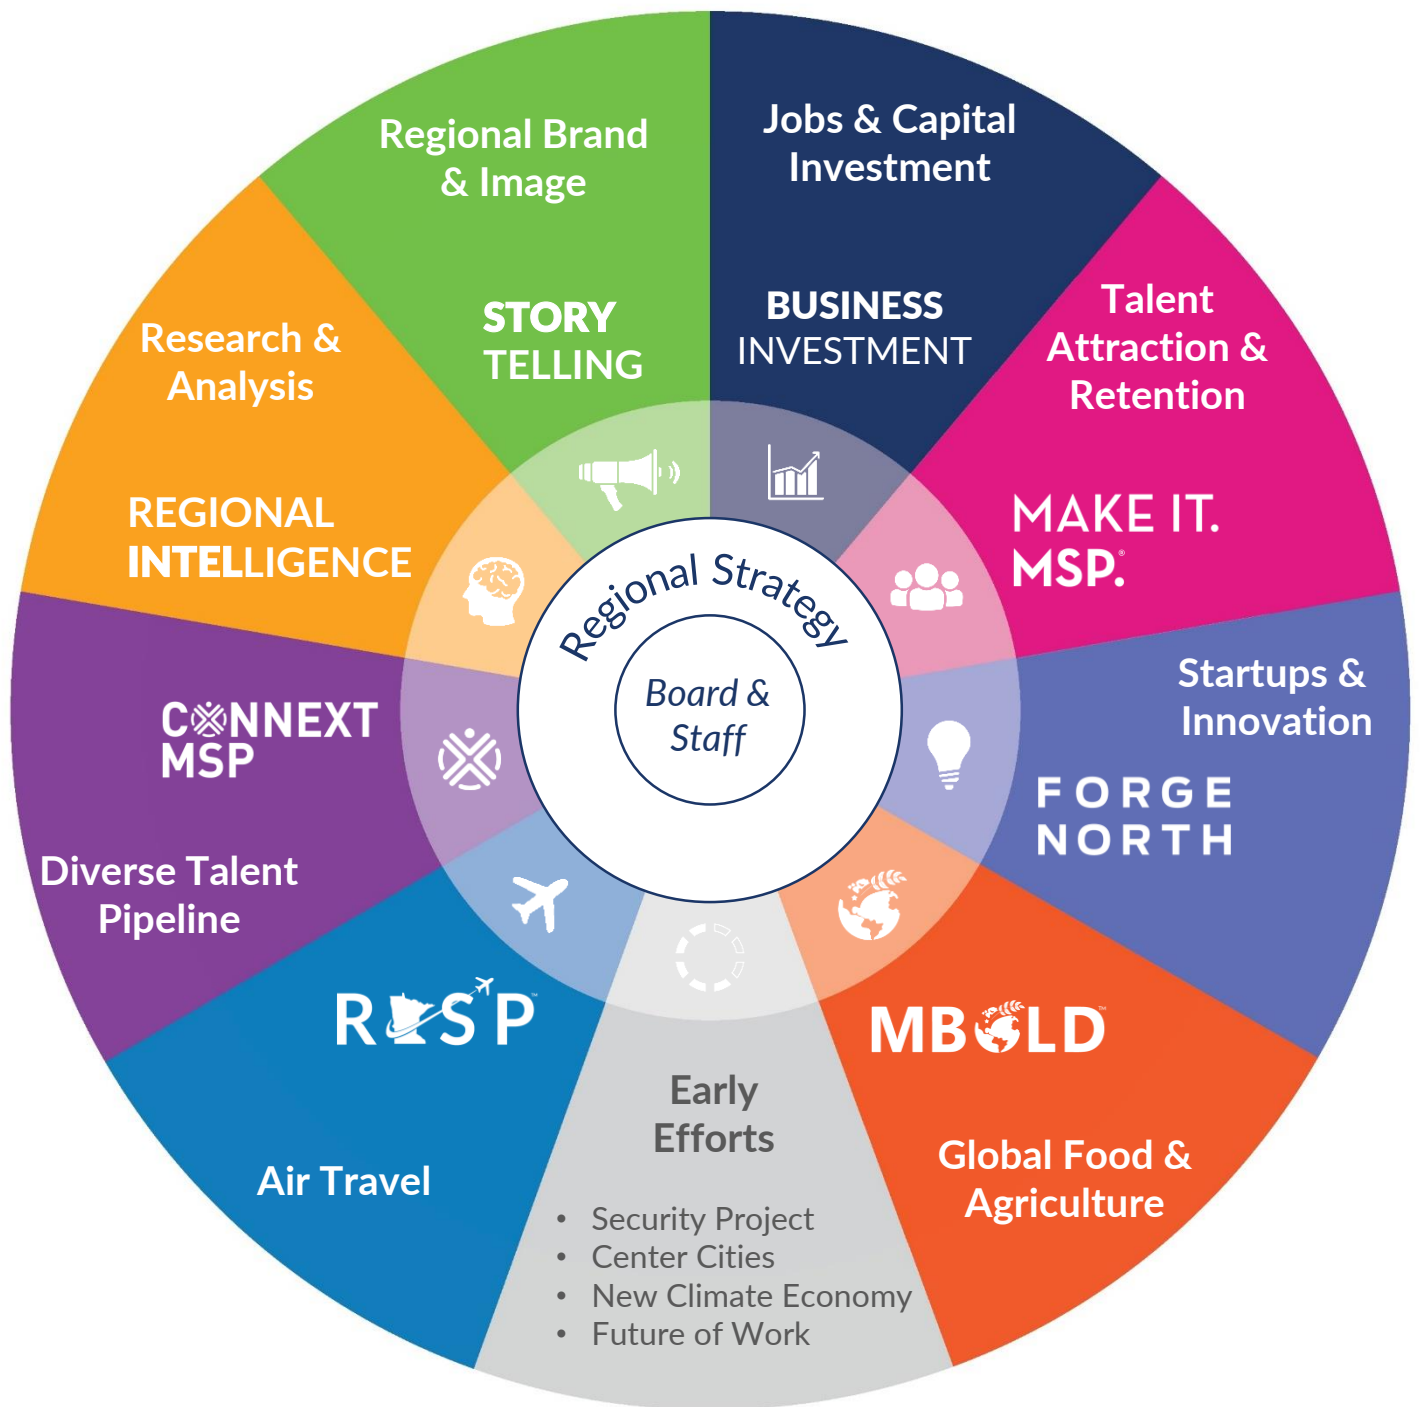 Regional Brand
& Image
STORY
TELLING
Jobs & Capital
Investment
BUSINESS
INVESTMENT
Talent
Attraction &
Retention
MAKE IT.
MSP.®
Startups &
Innovation
FORGE
NORTH
MBOLD™
Global Food &
Agriculture
Early
Efforts
• Security Project
• Center Cities
• New Climate Economy
• Future of Work
RASP™
Air Travel
CONNEXT
MSP
Diverse Talent
Pipeline
Research &
Analysis
REGIONAL
INTELLIGENCE
Regional Strategy
Board &
Staff